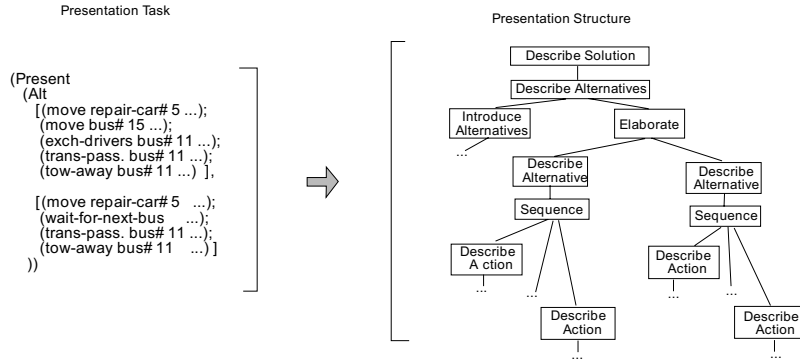 Presentation Task
(Present
(Alt
[(move repair-car# 5 ...);
(move bus# 15 ...);
(exch-drivers bus# 11 ...);
(trans-pass. bus# 11 ...);
(tow-away bus# 11 ...) ],
[(move repair-car# 5 ...);
(wait-for-next-bus ...);
(trans-pass. bus# 11 ...);
(tow-away bus# 11 ...) ]
))
Presentation Structure
Describe Solution
Describe Alternatives
Introduce
Alternatives
...
Elaborate
Describe
Alternative
Describe
Alternative
Sequence
Sequence
Describe
A ction
...
...
Describe
Action
...
...
Describe
Action
...
Describe
Action
...